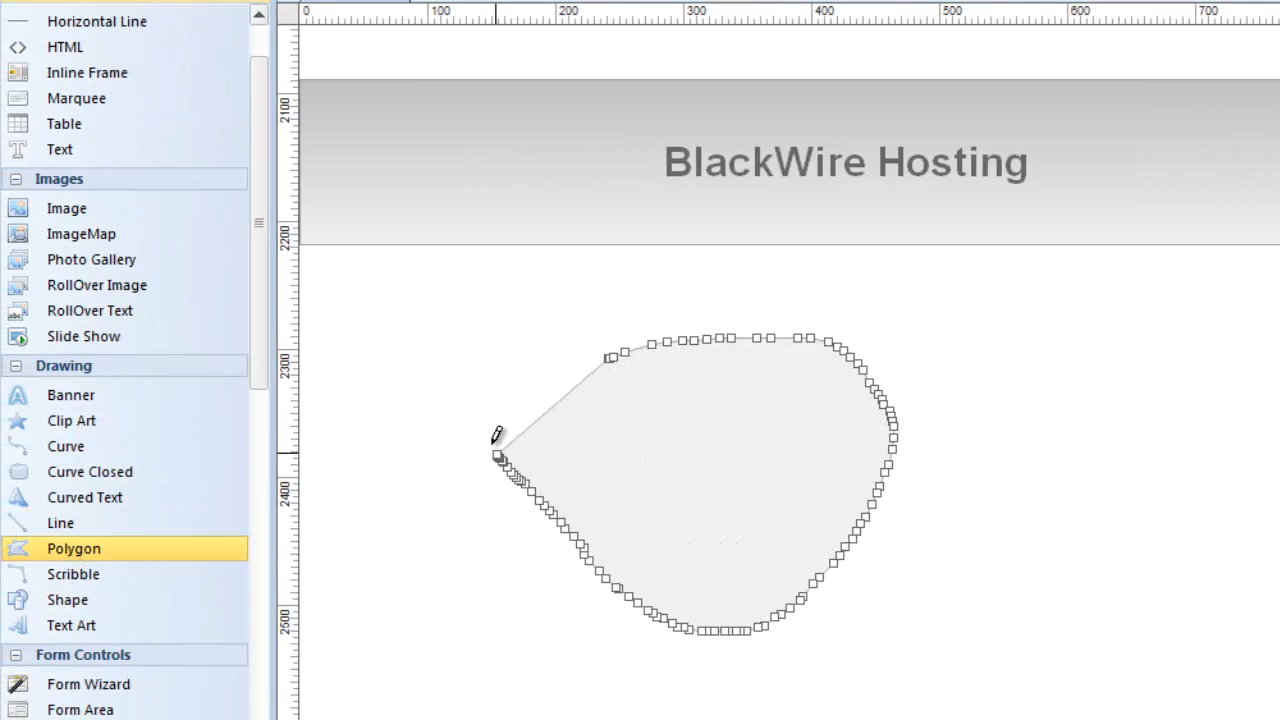 Horizontal Line
HTML
Inline Frame
Marquee
Table
Text
Images
Image
ImageMap
Photo Gallery
RollOver Image
RollOver Text
Slide Show
Drawing
Banner
Clip Art
Curve
Curve Closed
Curved Text
Line
Polygon
Scribble
Shape
Text Art
Form Controls
Form Wizard
Form Area
0 100 200 300 400 500 600 700
2100
2200
2300
2400
2500
BlackWire Hosting